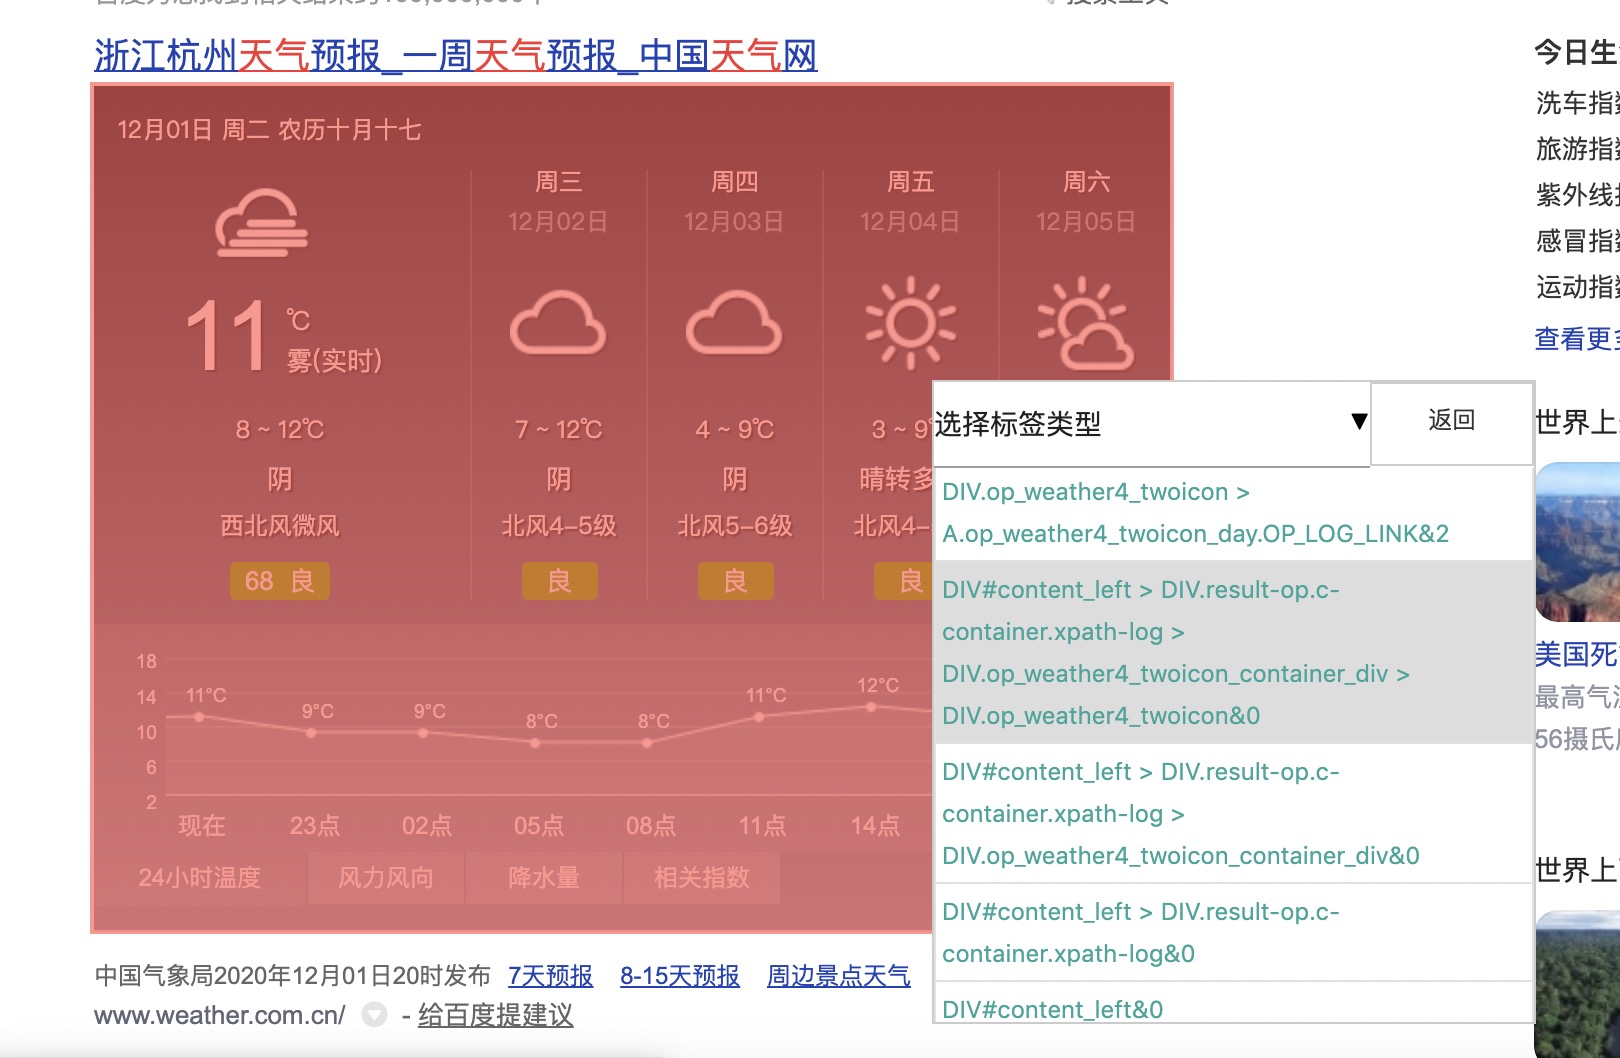 浙江杭州天气预报_一周天气预报_中国天气网
12月01日 周二 农历十月十七
11 ℃
雾(实时)
8 ~ 12℃
阴
西北风微风
68 良
周三
12月02日
7 ~ 12℃
阴
北风4-5级
良
周四
12月03日
4 ~ 9℃
阴
北风5-6级
良
周五
12月04日
3 ~ 9
晴转多
北风4-
良
周六
12月05日
18
14
10
6
2
11°C
9°C
9°C
8°C
8°C
11°C
12°C
现在 23点 02点 05点 08点 11点 14点
24小时温度 风力风向 降水量 相关指数
中国气象局2020年12月01日20时发布 7天预报 8-15天预报 周边景点天气
www.weather.com.cn/ - 给百度提建议
选择标签类型 ▼ 返回
DIV.op_weather4_twoicon >
A.op_weather4_twoicon_day.OP_LOG_LINK&2
DIV#content_left > DIV.result-op.c-
container.xpath-log >
DIV.op_weather4_twoicon_container_div >
DIV.op_weather4_twoicon&0
DIV#content_left > DIV.result-op.c-
container.xpath-log >
DIV.op_weather4_twoicon_container_div&0
DIV#content_left > DIV.result-op.c-
container.xpath-log&0
DIV#content_left&0
今日生
洗车指
旅游指
紫外线
感冒指
运动指
查看更
世界上
美国死
最高气
56摄氏
世界上